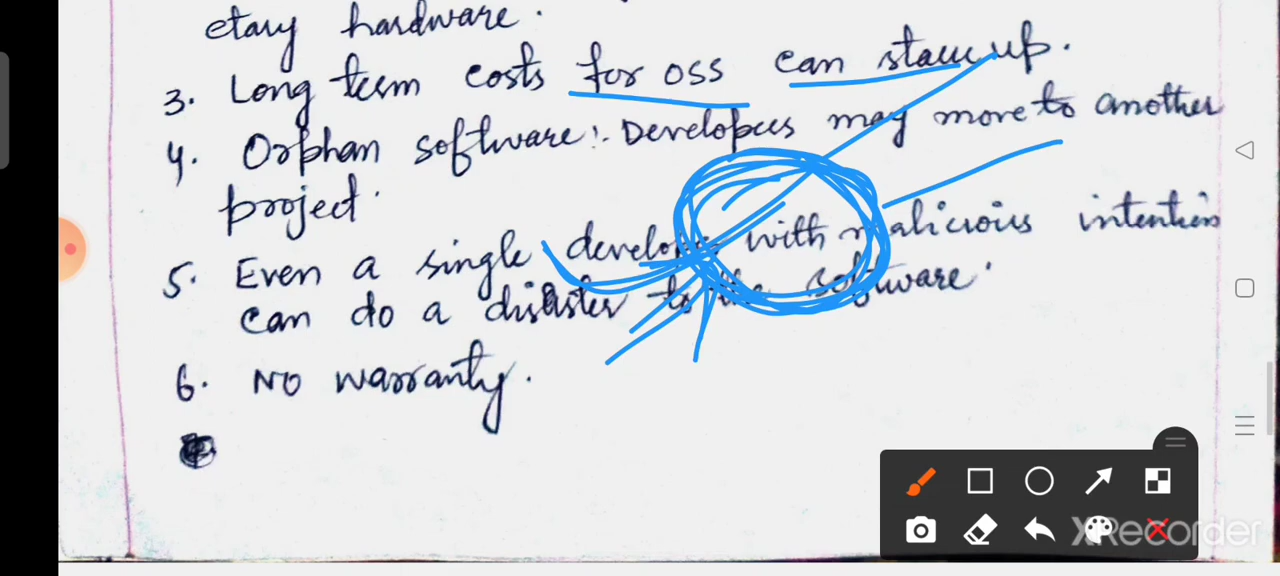 etary hardware.
3. Long term costs for OSS can stack up.
4. Orphan software:- Developers may move to another
project.
5. Even a single developer with malicious intentions
can do a disaster to the software.
6. No warranty.
XRecorder